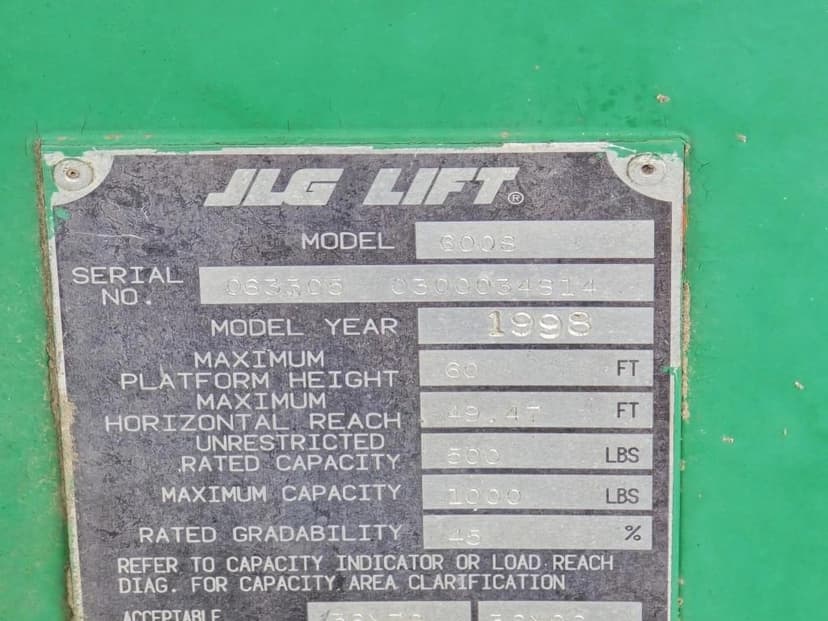 JLG LIFT®
MODEL 600S
SERIAL NO. 063305 0300034814
MODEL YEAR 1998
MAXIMUM PLATFORM HEIGHT 60 FT
MAXIMUM HORIZONTAL REACH 49.47 FT
UNRESTRICTED RATED CAPACITY 500 LBS
MAXIMUM CAPACITY 1000 LBS
RATED GRADABILITY 45 %
REFER TO CAPACITY INDICATOR OR LOAD REACH
DIAG. FOR CAPACITY AREA CLARIFICATION
ACCEPTABLE